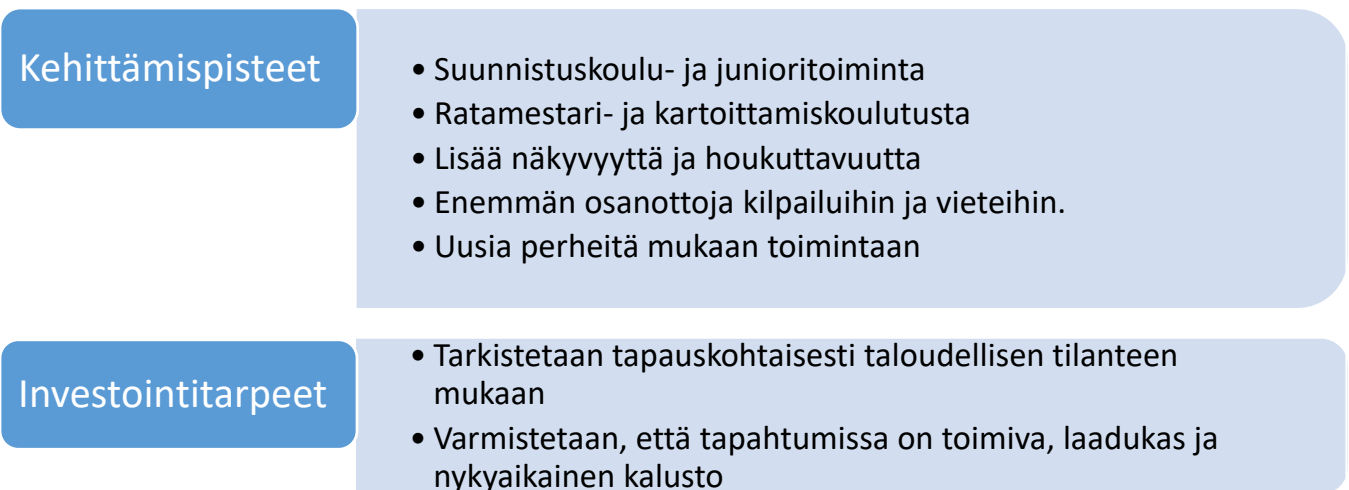 Kehittämispisteet
• Suunnistuskoulu- ja junioritoiminta
• Ratamestari- ja kartoittamiskoulutusta
• Lisää näkyvyyttä ja houkuttavuutta
• Enemmän osanottoja kilpailuihin ja vieteihin.
• Uusia perheitä mukaan toimintaan
Investointitarpeet
• Tarkistetaan tapauskohtaisesti taloudellisen tilanteen
mukaan
• Varmistetaan, että tapahtumissa on toimiva, laadukas ja
nykyaikainen kalusto